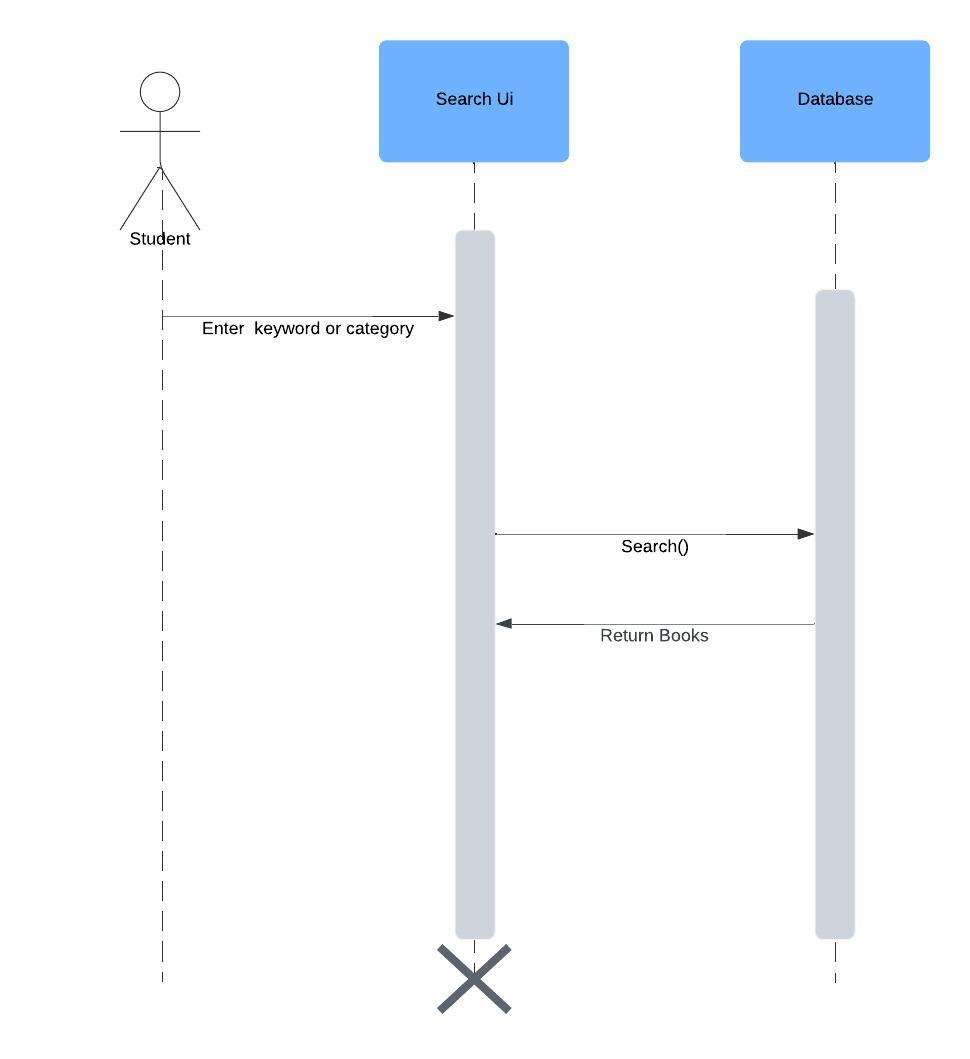 Search Ui
Database
Student
Enter  keyword or category
Search()
Return Books